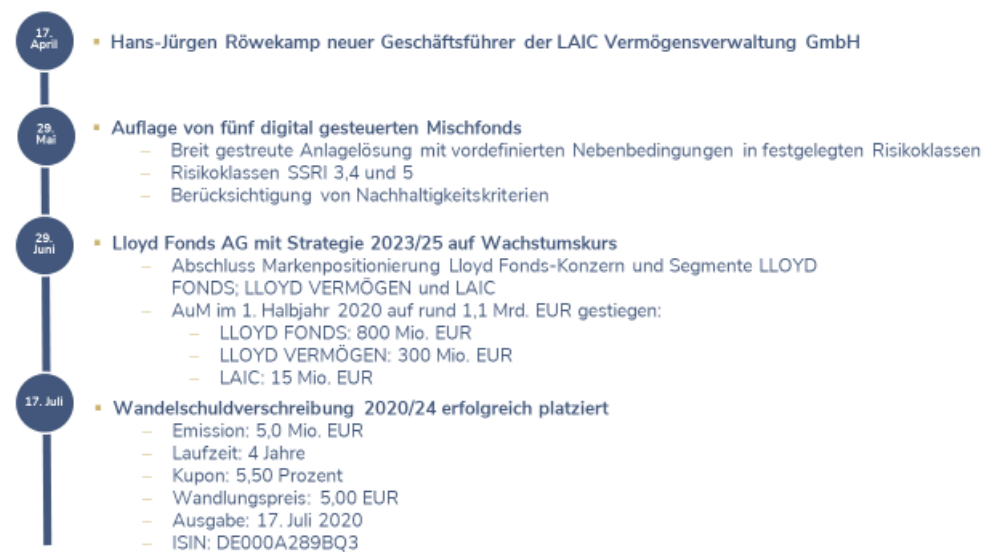 17.
April
▪ Hans-Jürgen Röwekamp neuer Geschäftsführer der LAIC Vermögensverwaltung GmbH
29.
Mai
▪ Auflage von fünf digital gesteuerten Mischfonds
– Breit gestreute Anlagelösung mit vordefinierten Nebenbedingungen in festgelegten Risikoklassen
– Risikoklassen SSRI 3,4 und 5
– Berücksichtigung von Nachhaltigkeitskriterien
29.
Juni
▪ Lloyd Fonds AG mit Strategie 2023/25 auf Wachstumskurs
– Abschluss Markenpositionierung Lloyd Fonds-Konzern und Segmente LLOYD
FONDS; LLOYD VERMÖGEN und LAIC
– AuM im 1. Halbjahr 2020 auf rund 1,1 Mrd. EUR gestiegen:
– LLOYD FONDS: 800 Mio. EUR
– LLOYD VERMÖGEN: 300 Mio. EUR
– LAIC: 15 Mio. EUR
17. Juli
▪ Wandelschuldverschreibung 2020/24 erfolgreich platziert
– Emission: 5,0 Mio. EUR
– Laufzeit: 4 Jahre
– Kupon: 5,50 Prozent
– Wandlungspreis: 5,00 EUR
– Ausgabe: 17. Juli 2020
– ISIN: DE000A289BQ3